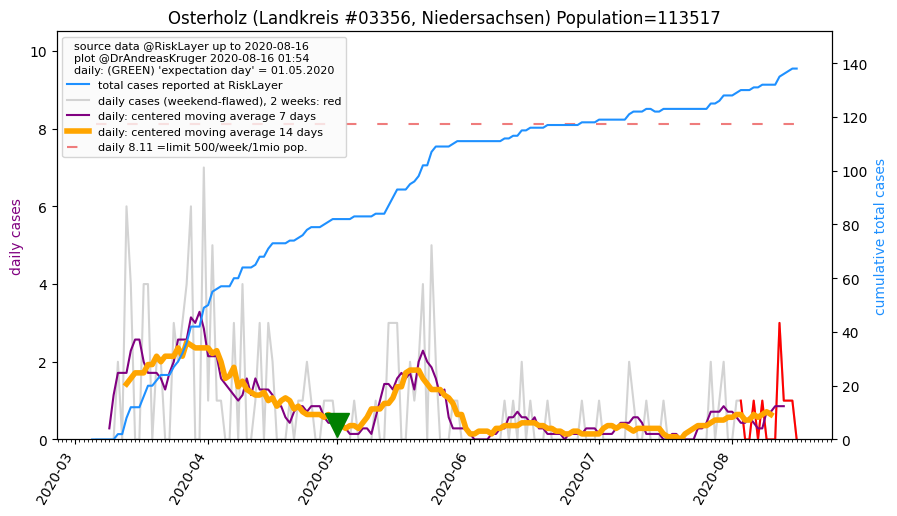 Osterholz (Landkreis #03356, Niedersachsen) Population=113517
source data @RiskLayer up to 2020-08-16
plot @DrAndreasKruger 2020-08-16 01:54
daily: (GREEN) 'expectation day' = 01.05.2020
total cases reported at RiskLayer
daily cases (weekend-flawed), 2 weeks: red
daily: centered moving average 7 days
daily: centered moving average 14 days
daily 8.11 =limit 500/week/1mio pop.
daily cases
10
8
6
4
2
0
cumulative total cases
140
120
100
80
60
40
20
0
2020-03
2020-04
2020-05
2020-06
2020-07
2020-08